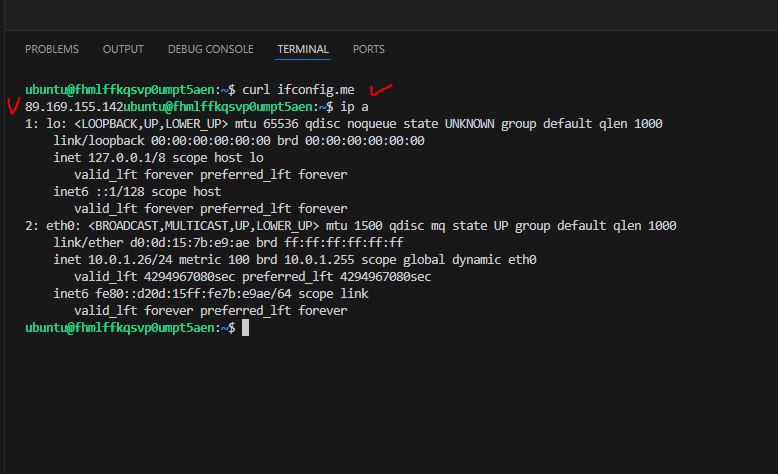 PROBLEMS OUTPUT DEBUG CONSOLE TERMINAL PORTS
ubuntu@fhmlffkqsvp0umpt5aen:~$ curl ifconfig.me
89.169.155.142ubuntu@fhmlffkqsvp0umpt5aen:~$ ip a
1: lo: <LOOPBACK,UP,LOWER_UP> mtu 65536 qdisc noqueue state UNKNOWN group default qlen 1000
    link/loopback 00:00:00:00:00:00 brd 00:00:00:00:00:00
    inet 127.0.0.1/8 scope host lo
       valid_lft forever preferred_lft forever
    inet6 ::1/128 scope host
       valid_lft forever preferred_lft forever
2: eth0: <BROADCAST,MULTICAST,UP,LOWER_UP> mtu 1500 qdisc mq state UP group default qlen 1000
    link/ether d0:0d:15:7b:e9:ae brd ff:ff:ff:ff:ff:ff
    inet 10.0.1.26/24 metric 100 brd 10.0.1.255 scope global dynamic eth0
       valid_lft 4294967080sec preferred_lft 4294967080sec
    inet6 fe80::d20d:15ff:fe7b:e9ae/64 scope link
       valid_lft forever preferred_lft forever
ubuntu@fhmlffkqsvp0umpt5aen:~$